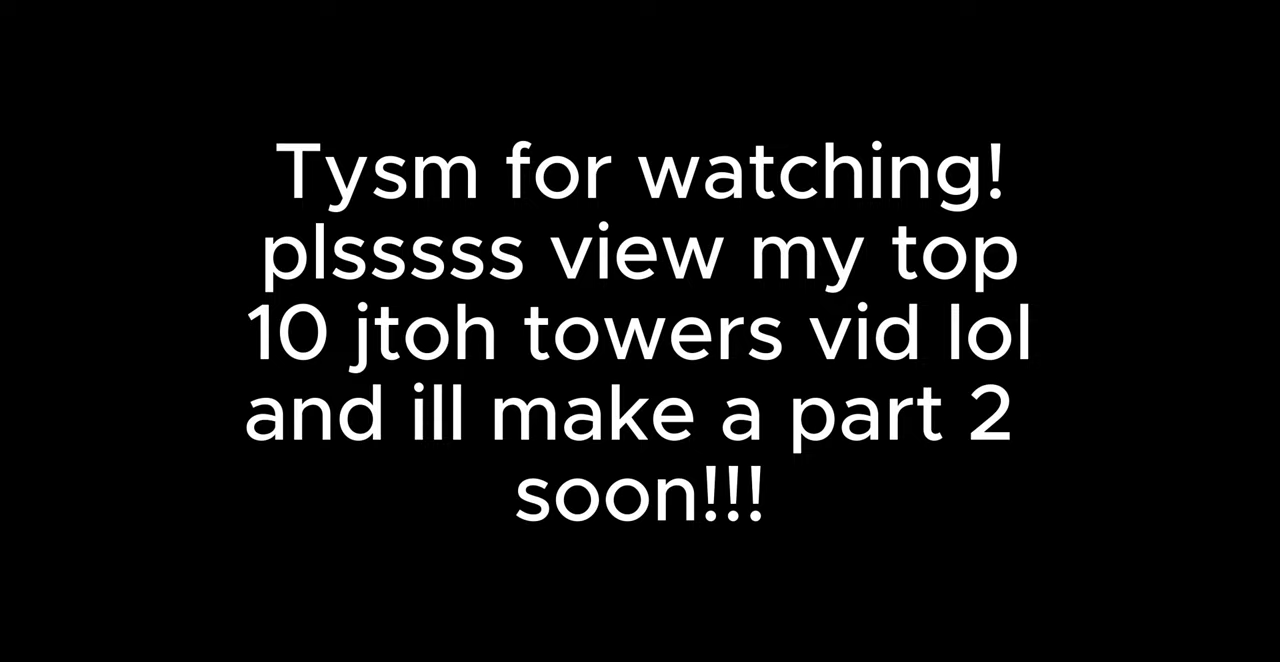 Tysm for watching!
plsssss view my top
10 jtoh towers vid lol
and ill make a part 2
soon!!!